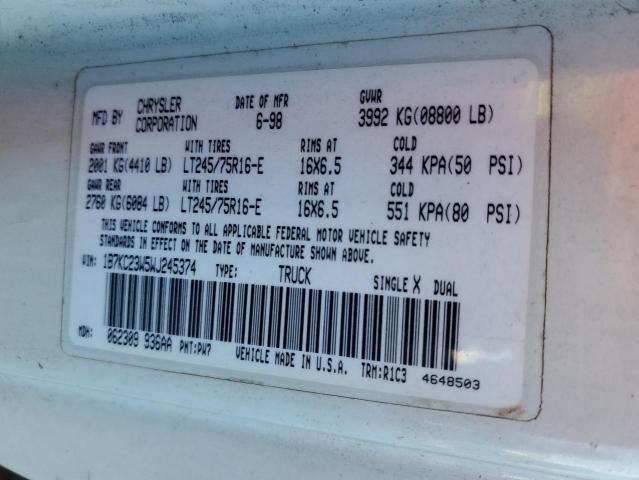 MFD BY CHRYSLER CORPORATION DATE OF MFR 6-98 GVWR 3992 KG(08800 LB)
GAWR FRONT WITH TIRES RIMS AT COLD
2001 KG(4410 LB) LT245/75R16-E 16X6.5 344 KPA(50 PSI)
GAWR REAR WITH TIRES RIMS AT COLD
2760 KG(6084 LB) LT245/75R16-E 16X6.5 551 KPA(80 PSI)
THIS VEHICLE CONFORMS TO ALL APPLICABLE FEDERAL MOTOR VEHICLE SAFETY
STANDARDS IN EFFECT ON THE DATE OF MANUFACTURE SHOWN ABOVE.
VIN: 1B7KC23W5WJ245374 TYPE: TRUCK SINGLE X DUAL
MDH: 062309 936AA PNT:PW7 VEHICLE MADE IN U.S.A. TRM:R1C3 4648503